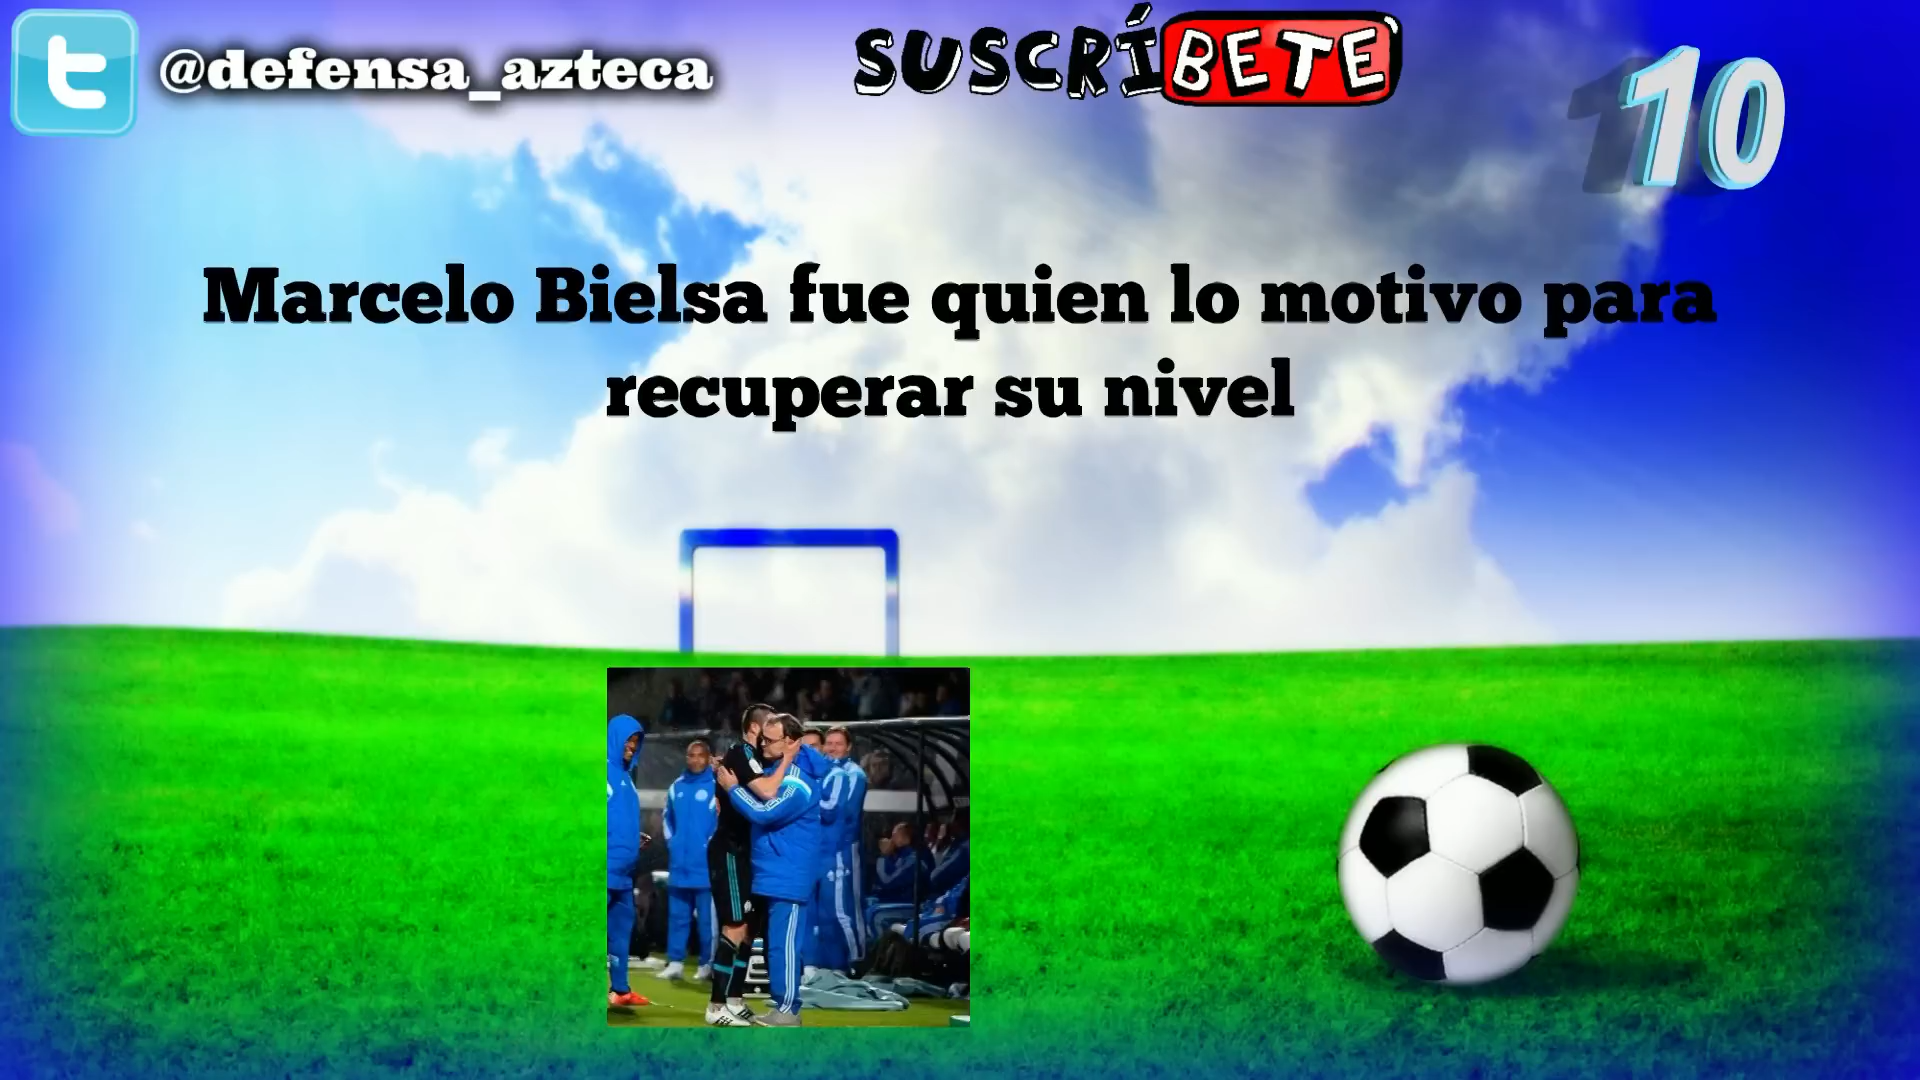 @defensa_azteca
SUSCRÍBETE
10
Marcelo Bielsa fue quien lo motivo para
recuperar su nivel